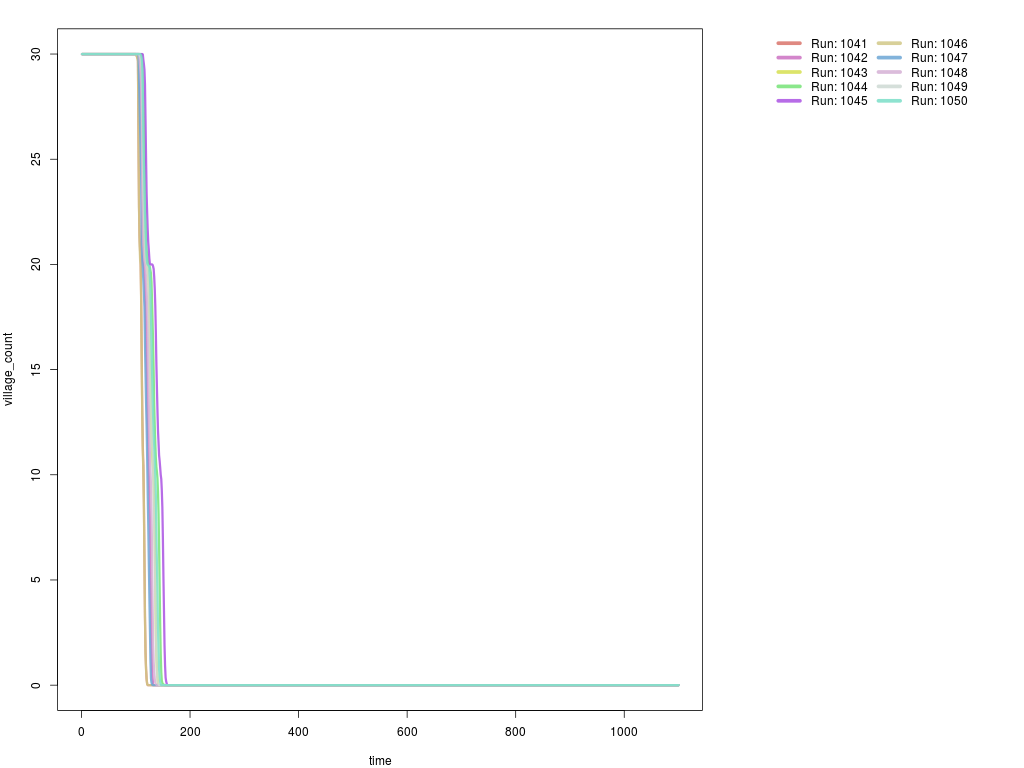 Run: 1041
Run: 1042
Run: 1043
Run: 1044
Run: 1045
Run: 1046
Run: 1047
Run: 1048
Run: 1049
Run: 1050
village_count
30
25
20
15
10
5
0
0
200
400
600
800
1000
time